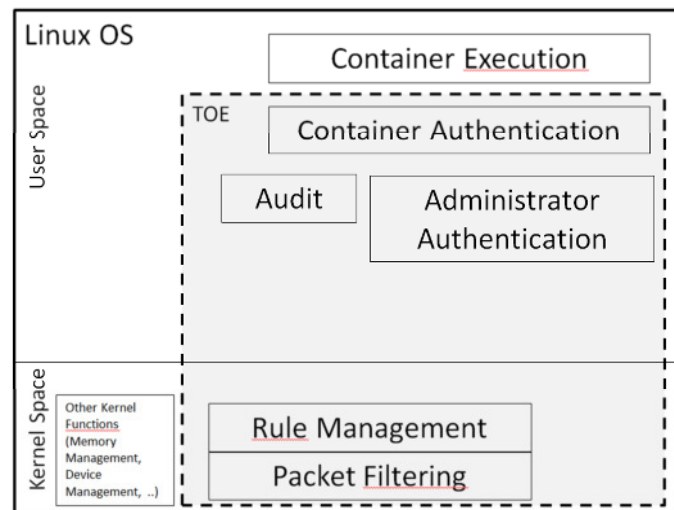 Linux OS
Container Execution
User Space
TOE
Container Authentication
Audit
Administrator
Authentication
Kernel Space
Other Kernel
Functions
(Memory
Management,
Device
Management, ..)
Rule Management
Packet Filtering